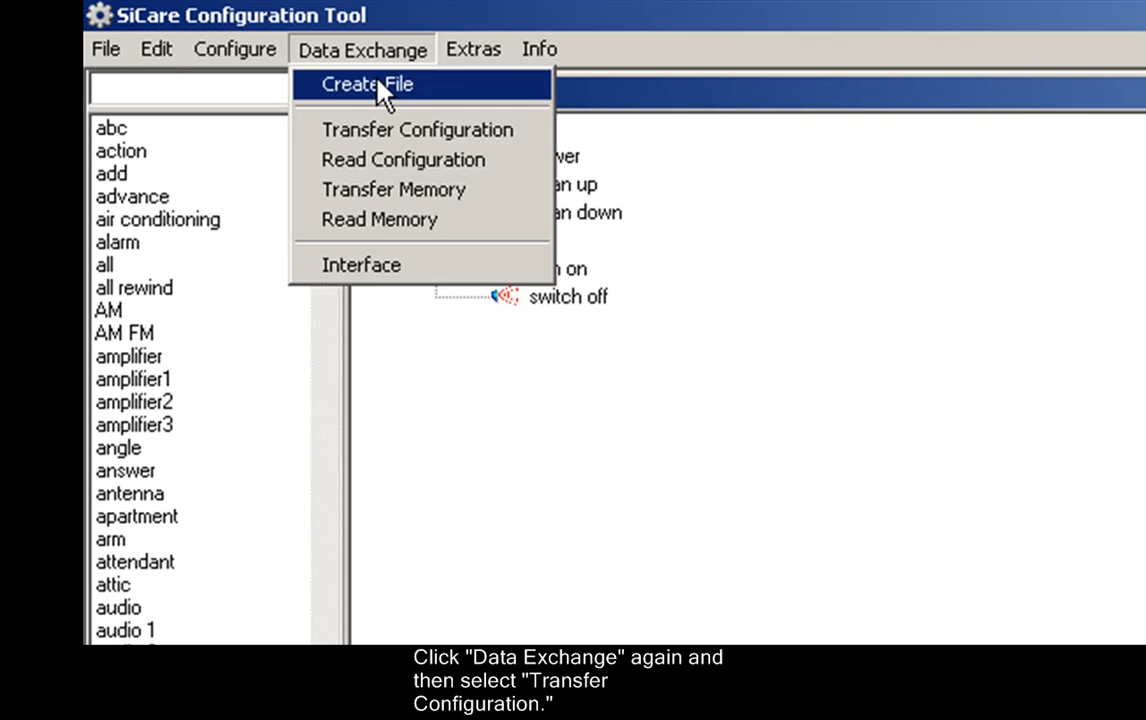 SiCare Configuration Tool
File Edit Configure Data Exchange Extras Info
Create File
Transfer Configuration
Read Configuration
Transfer Memory
Read Memory
Interface
abc
action
add
advance
air conditioning
alarm
all
all rewind
AM
AM FM
amplifier
amplifier1
amplifier2
amplifier3
angle
answer
antenna
apartment
arm
attendant
attic
audio
audio 1
up
down
on
switch off
Click "Data Exchange" again and
then select "Transfer
Configuration."